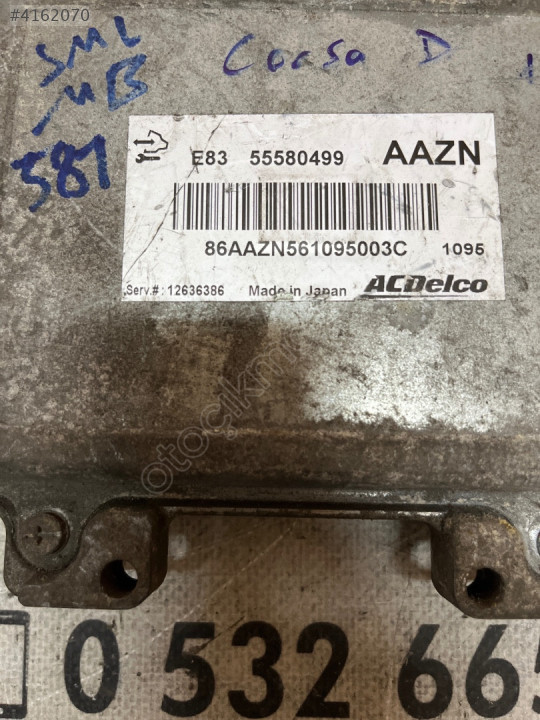 #4162070
SML
MB
581
Corsa D
E83 55580499 AAZN
86AAZN561095003C 1095
Serv.#: 12636386 Made in Japan ACDelco
otoçıkma
0 532 665